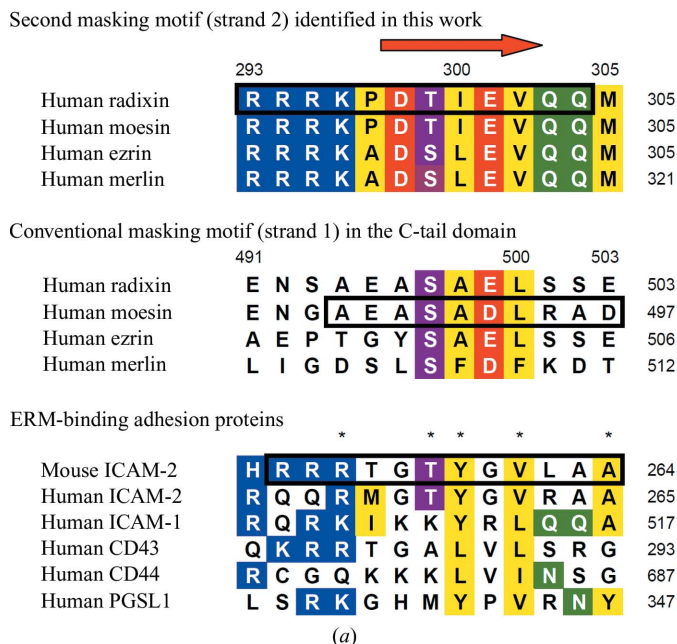 Second masking motif (strand 2) identified in this work
293 300 305
Human radixin R R R K P D T I E V Q Q M 305
Human moesin R R R K P D T I E V Q Q M 305
Human ezrin R R R K A D S L E V Q Q M 305
Human merlin R R R K A D S L E V Q Q M 321
Conventional masking motif (strand 1) in the C-tail domain
491 500 503
Human radixin E N S A E A S A E L S S E 503
Human moesin E N G A E A S A D L R A D 497
Human ezrin A E P T G Y S A E L S S E 506
Human merlin L I G D S L S F D F K D T 512
ERM-binding adhesion proteins
* * * * *
Mouse ICAM-2 H R R R T G T Y G V L A A 264
Human ICAM-2 R Q Q R M G T Y G V R A A 265
Human ICAM-1 R Q R K I K K Y R L Q Q A 517
Human CD43 Q K R R T G A L V L S R G 293
Human CD44 R C G Q K K K L V I N S G 687
Human PGSL1 L S R K G H M Y P V R N Y 347
(a)